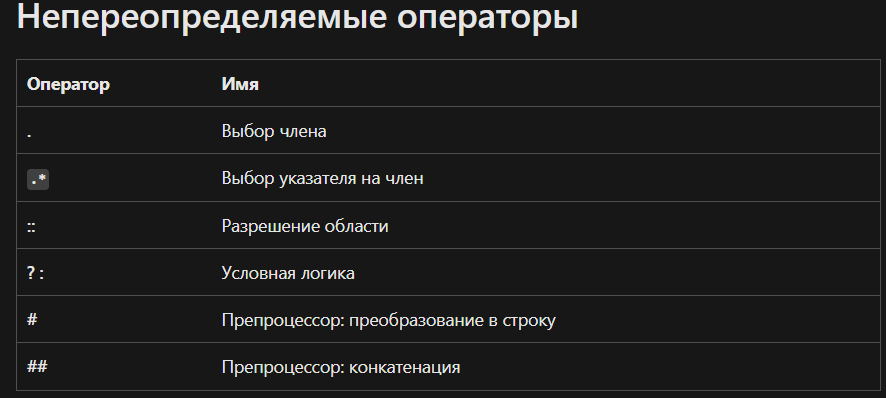 Непереопределяемые операторы
Оператор Имя
. Выбор члена
.* Выбор указателя на член
:: Разрешение области
? : Условная логика
# Препроцессор: преобразование в строку
## Препроцессор: конкатенация